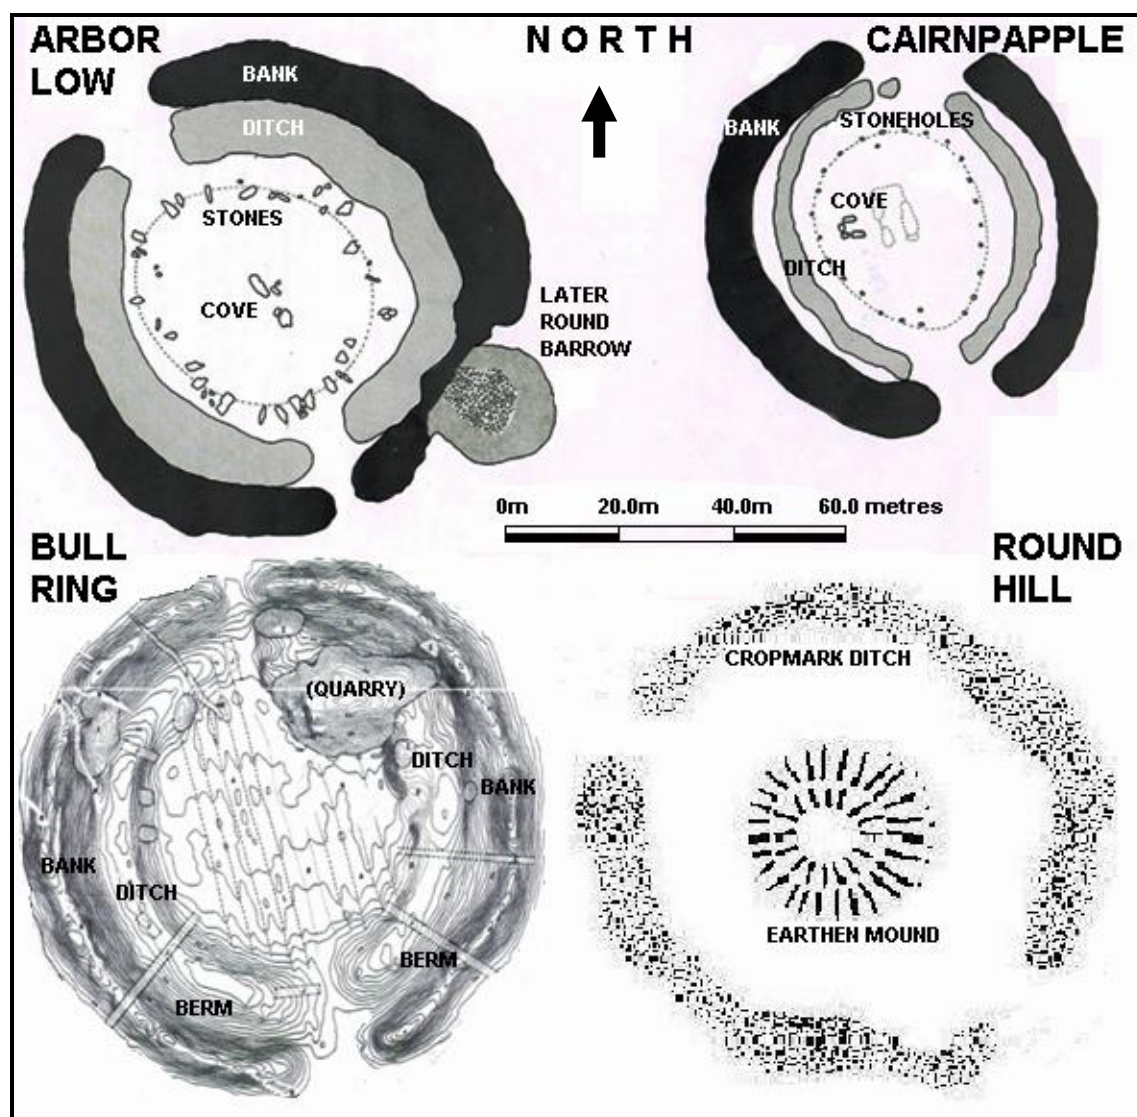 ARBOR
LOW
NORTH
CAIRNPAPPLE
BANK
DITCH
STONES
COVE
LATER
ROUND
BARROW
BANK
STONEHOLES
COVE
DITCH
0m 20.0m 40.0m 60.0 metres
BULL
RING
(QUARRY)
DITCH
BANK
BANK
DITCH
BERM
BERM
ROUND
HILL
CROPMARK DITCH
EARTHEN MOUND